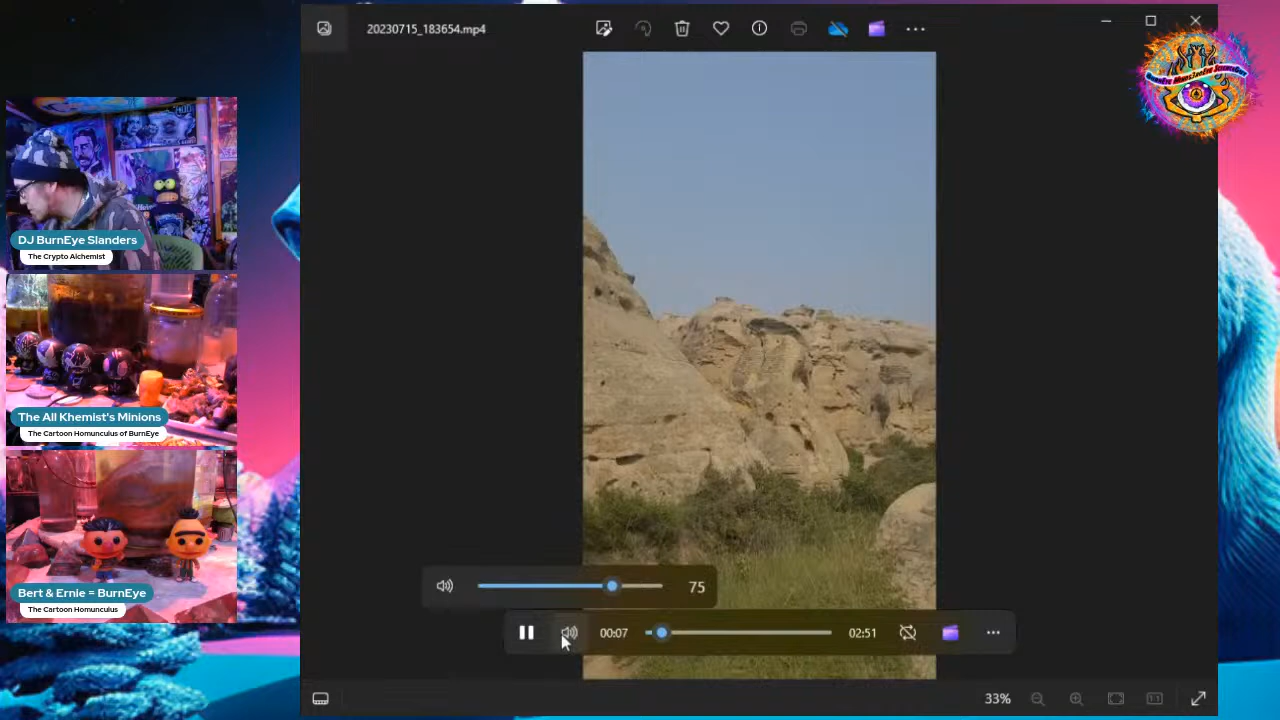 20230715_183654.mp4
DJ BurnEye Slanders
The Crypto Alchemist
The All Khemist's Minions
The Cartoon Homunculus of BurnEye
Bert & Ernie = BurnEye
The Cartoon Homunculus
75
00:07
02:51
33%